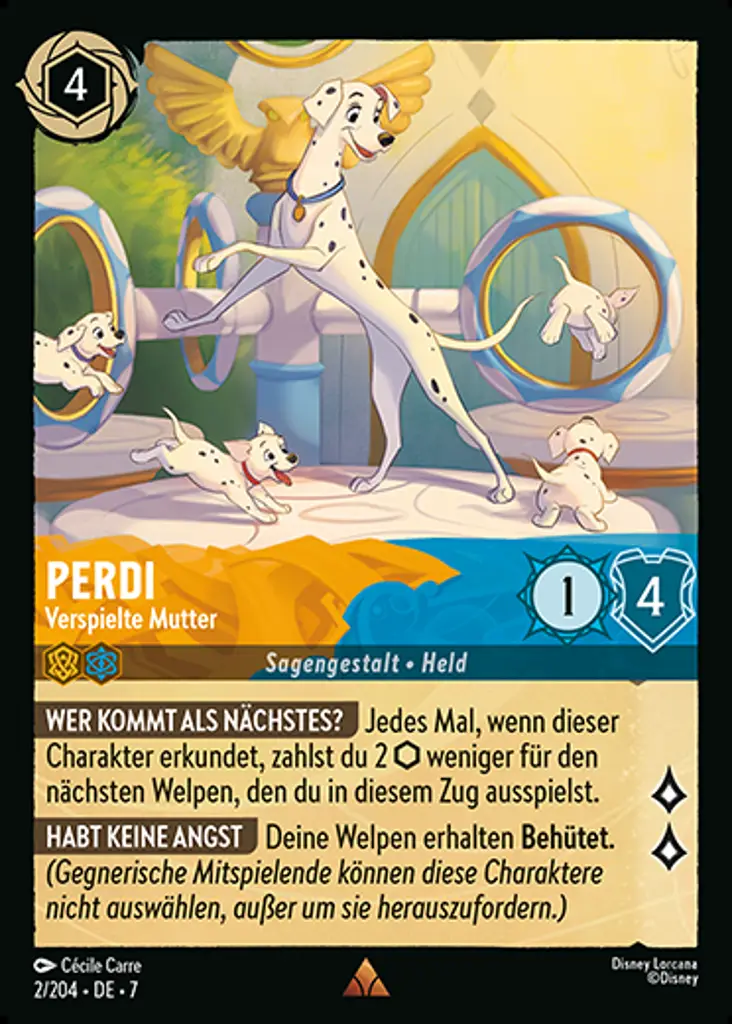 4
PERDI
Verspielte Mutter
1
4
Sagengestalt • Held
WER KOMMT ALS NÄCHSTES? Jedes Mal, wenn dieser
Charakter erkundet, zahlst du 2 ⬡ weniger für den
nächsten Welpen, den du in diesem Zug ausspielst.
HABT KEINE ANGST Deine Welpen erhalten Behütet.
(Gegnerische Mitspielende können diese Charaktere
nicht auswählen, außer um sie herauszufordern.)
Cécile Carre
2/204 • DE • 7
Disney Lorcana
©Disney